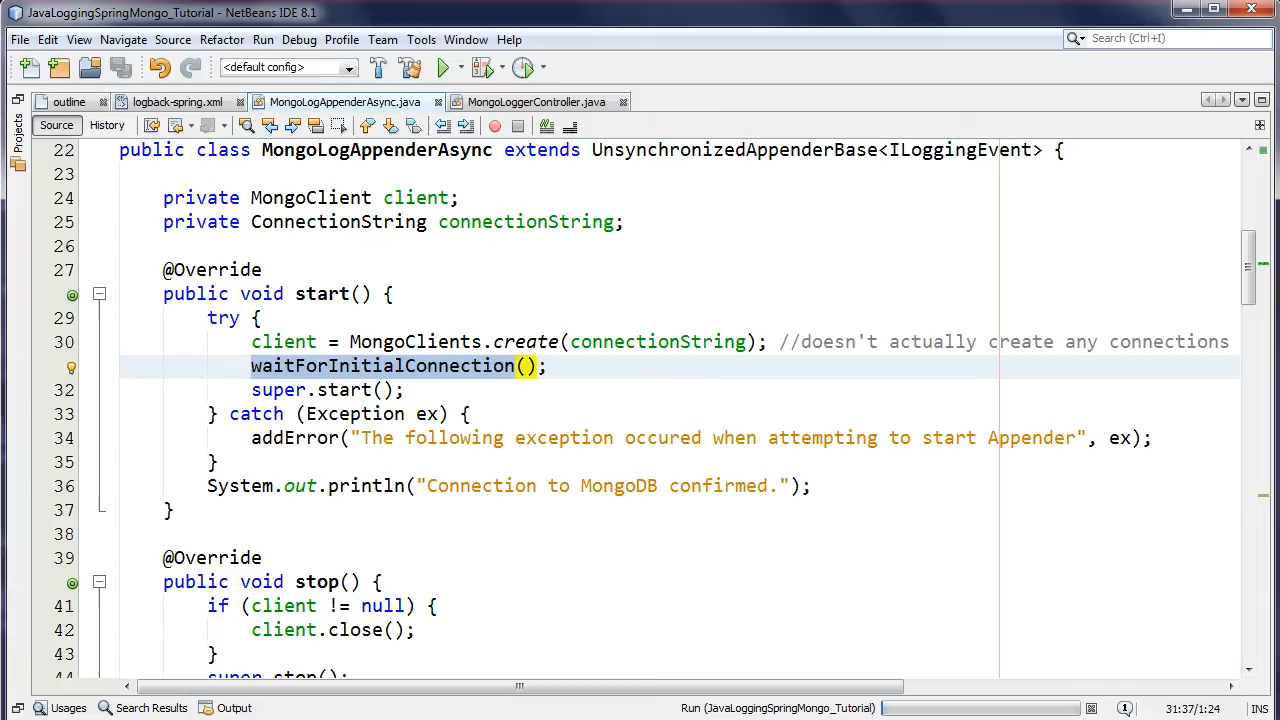 JavaLoggingSpringMongo_Tutorial - NetBeans IDE 8.1
File Edit View Navigate Source Refactor Run Debug Profile Team Tools Window Help
Search (Ctrl+I)
<default config>
outline logback-spring.xml MongoLogAppenderAsync.java MongoLoggerController.java
Projects
Source History
22 public class MongoLogAppenderAsync extends UnsynchronizedAppenderBase<ILoggingEvent> {
23
24 private MongoClient client;
25 private ConnectionString connectionString;
26
27 @Override
public void start() {
29 try {
30 client = MongoClients.create(connectionString); //doesn't actually create any connections
waitForInitialConnection();
32 super.start();
33 } catch (Exception ex) {
34 addError("The following exception occured when attempting to start Appender", ex);
35 }
36 System.out.println("Connection to MongoDB confirmed.");
37 }
38
39 @Override
public void stop() {
41 if (client != null) {
42 client.close();
43 }
44 super.stop();
Usages Search Results Output
Run (JavaLoggingSpringMongo_Tutorial)
1
31:37/1:24
INS